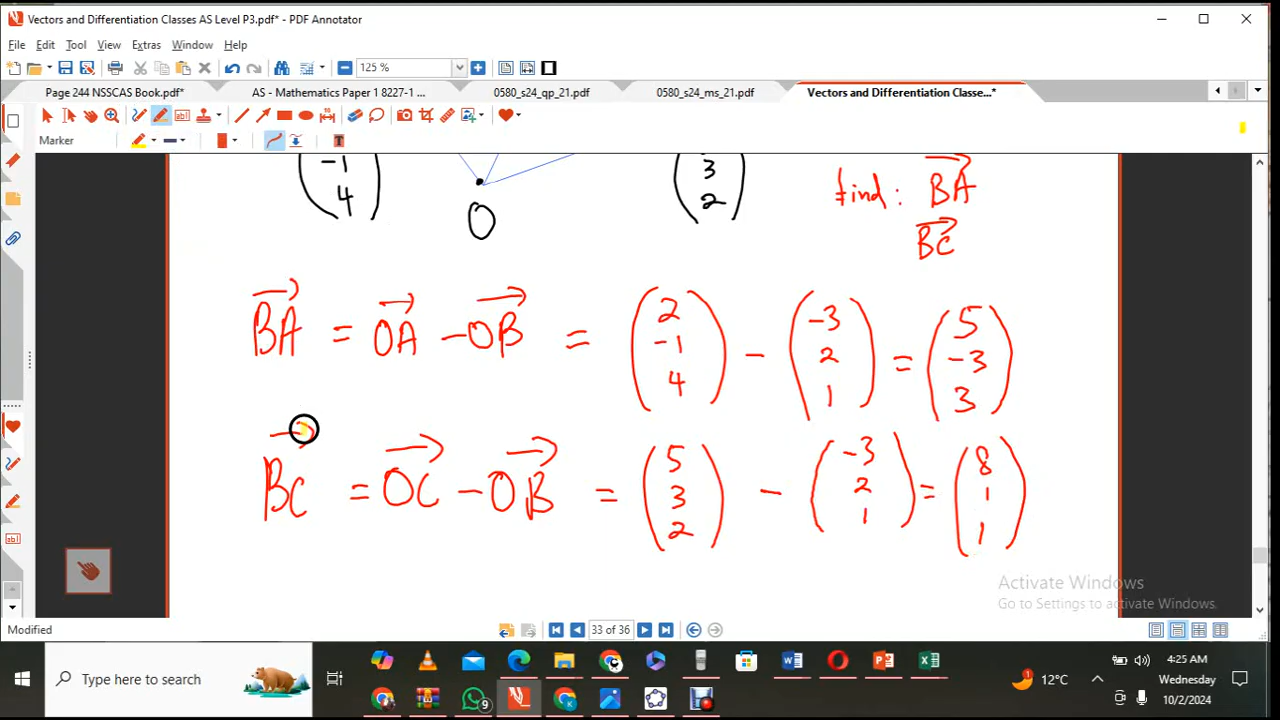 Vectors and Differentiation Classes AS Level P3.pdf* - PDF Annotator
File Edit Tool Extras Window Help
125 %
Page 244 NSSCAS Book.pdf*
AS - Mathematics Paper 1 8227-1 ...
0580_s24_qp_21.pdf
0580_s24_ms_21.pdf
Vectors and Differentiation Classe...*
Marker
-1
4
O
3
2
find: BA
BC
BA = OA - OB = (2 -1 4) - (-3 2 1) = (5 -3 3)
BC = OC - OB = (5 3 2) - (-3 2 1) = (8 1 1)
Activate Windows
Go to Settings to activate Windows.
Modified
33 of 36
Type here to search
9
12°C
4:25 AM
Wednesday
10/2/2024